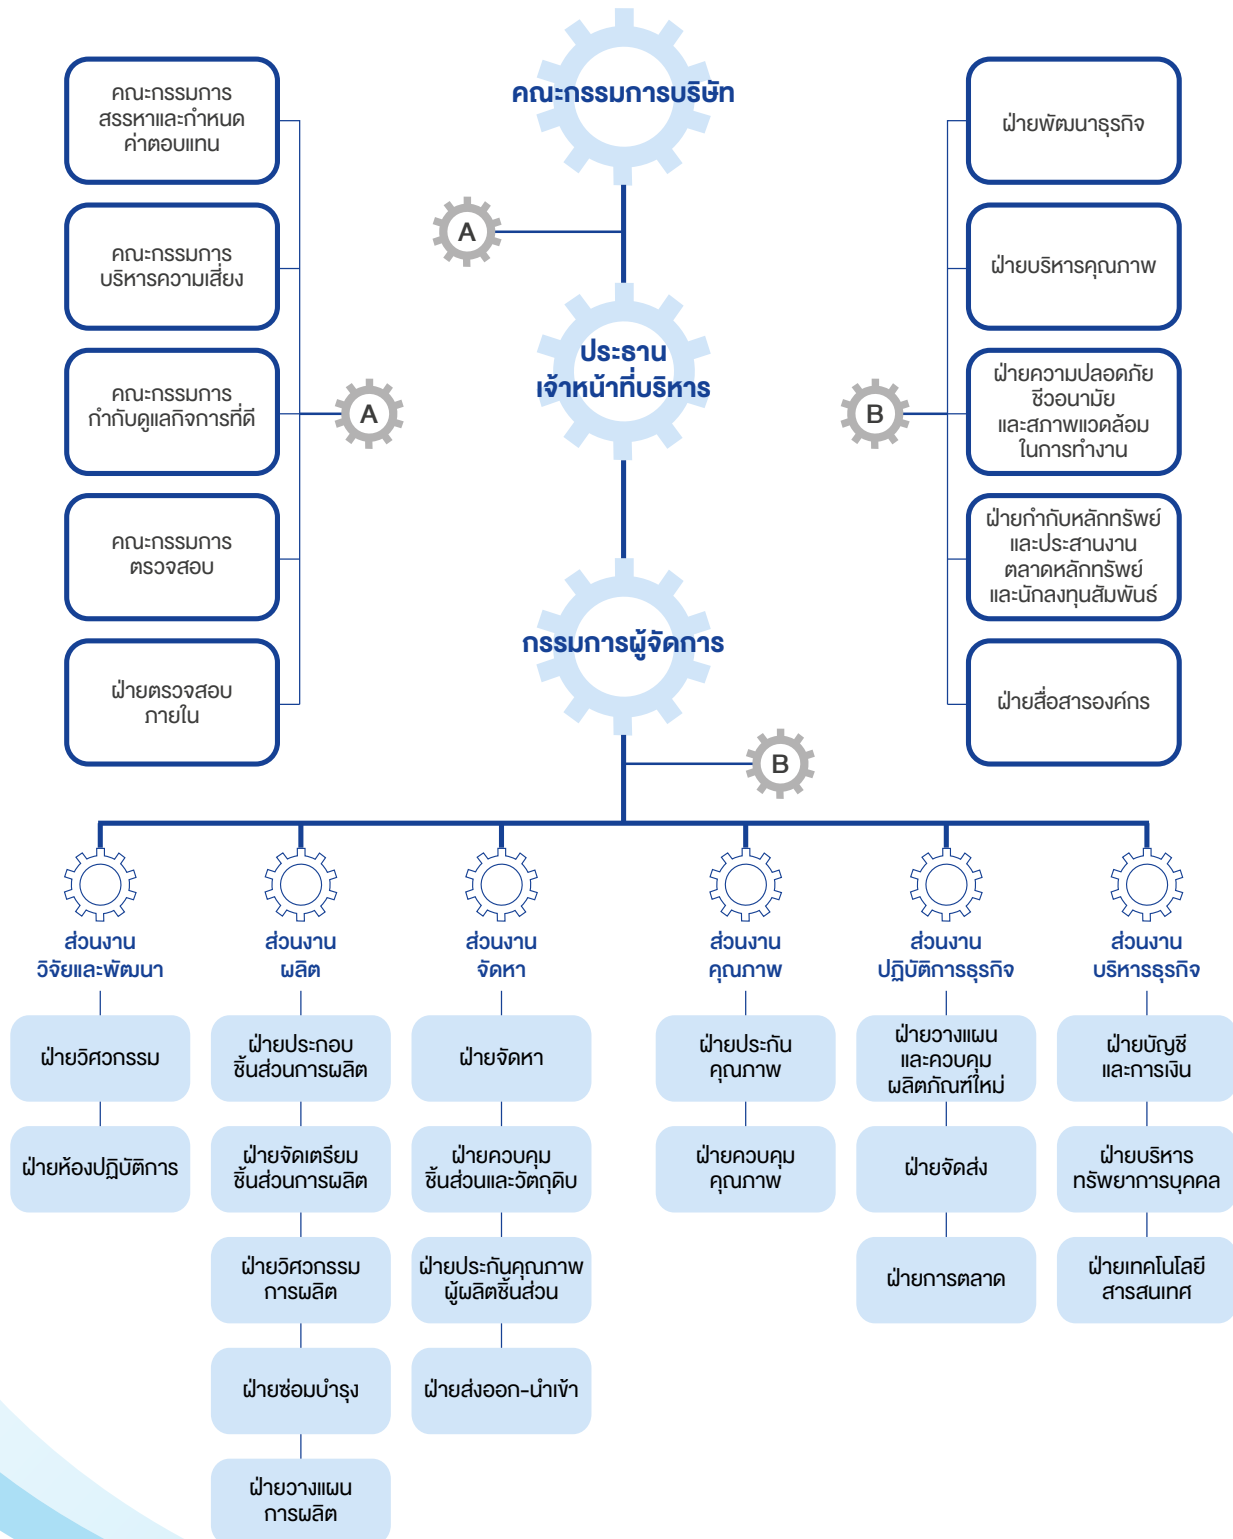 คณะกรรมการบริษัท
คณะกรรมการ
สรรหาและกำหนด
ค่าตอบแทน
คณะกรรมการ
บริหารความเสี่ยง
คณะกรรมการ
กำกับดูแลกิจการที่ดี
คณะกรรมการ
ตรวจสอบ
ฝ่ายตรวจสอบ
ภายใน
A
A
ประธาน
เจ้าหน้าที่บริหาร
กรรมการผู้จัดการ
B
B
ฝ่ายพัฒนาธุรกิจ
ฝ่ายบริหารคุณภาพ
ฝ่ายความปลอดภัย
ชีวอนามัย
และสภาพแวดล้อม
ในการทำงาน
ฝ่ายกำกับหลักทรัพย์
และประสานงาน
ตลาดหลักทรัพย์
และนักลงทุนสัมพันธ์
ฝ่ายสื่อสารองค์กร
ส่วนงาน
วิจัยและพัฒนา
ฝ่ายวิศวกรรม
ฝ่ายห้องปฏิบัติการ
ส่วนงาน
ผลิต
ฝ่ายประกอบ
ชิ้นส่วนการผลิต
ฝ่ายจัดเตรียม
ชิ้นส่วนการผลิต
ฝ่ายวิศวกรรม
การผลิต
ฝ่ายซ่อมบำรุง
ฝ่ายวางแผน
การผลิต
ส่วนงาน
จัดหา
ฝ่ายจัดหา
ฝ่ายควบคุม
ชิ้นส่วนและวัตถุดิบ
ฝ่ายประกันคุณภาพ
ผู้ผลิตชิ้นส่วน
ฝ่ายส่งออก-นำเข้า
ส่วนงาน
คุณภาพ
ฝ่ายประกัน
คุณภาพ
ฝ่ายควบคุม
คุณภาพ
ส่วนงาน
ปฏิบัติการธุรกิจ
ฝ่ายวางแผน
และควบคุม
ผลิตภัณฑ์ใหม่
ฝ่ายจัดส่ง
ฝ่ายการตลาด
ส่วนงาน
บริหารธุรกิจ
ฝ่ายบัญชี
และการเงิน
ฝ่ายบริหาร
ทรัพยาการบุคคล
ฝ่ายเทคโนโลยี
สารสนเทศ